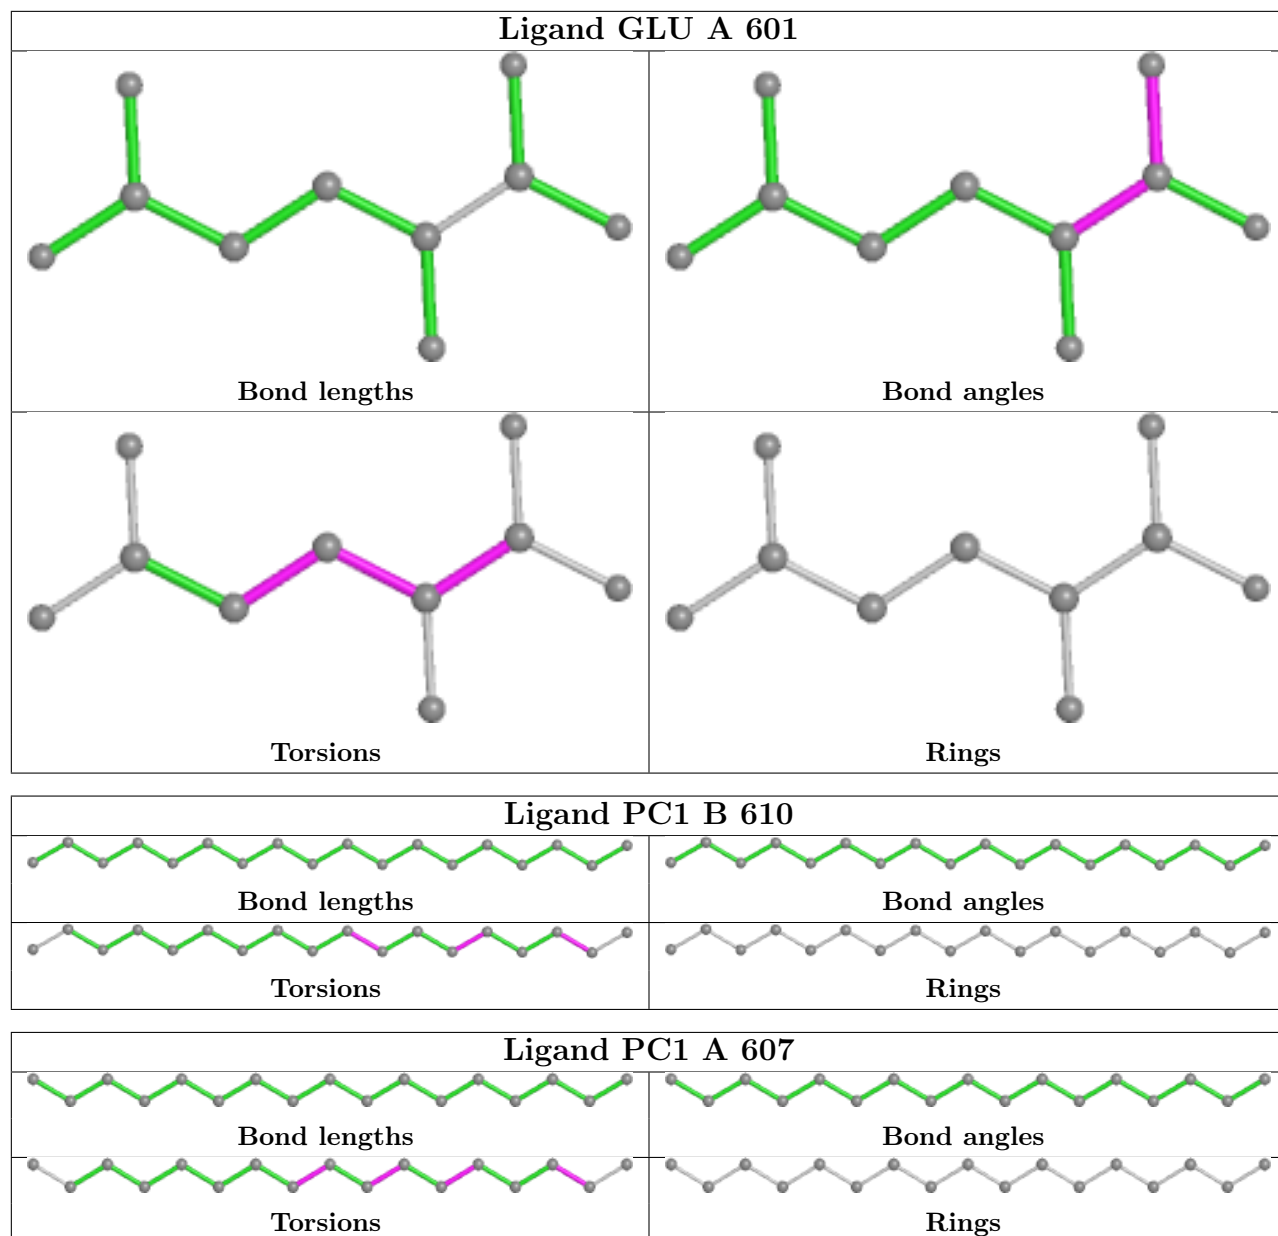 Ligand GLU A 601
Bond lengths
Bond angles
Torsions
Rings
Ligand PC1 B 610
Bond lengths
Bond angles
Torsions
Rings
Ligand PC1 A 607
Bond lengths
Bond angles
Torsions
Rings